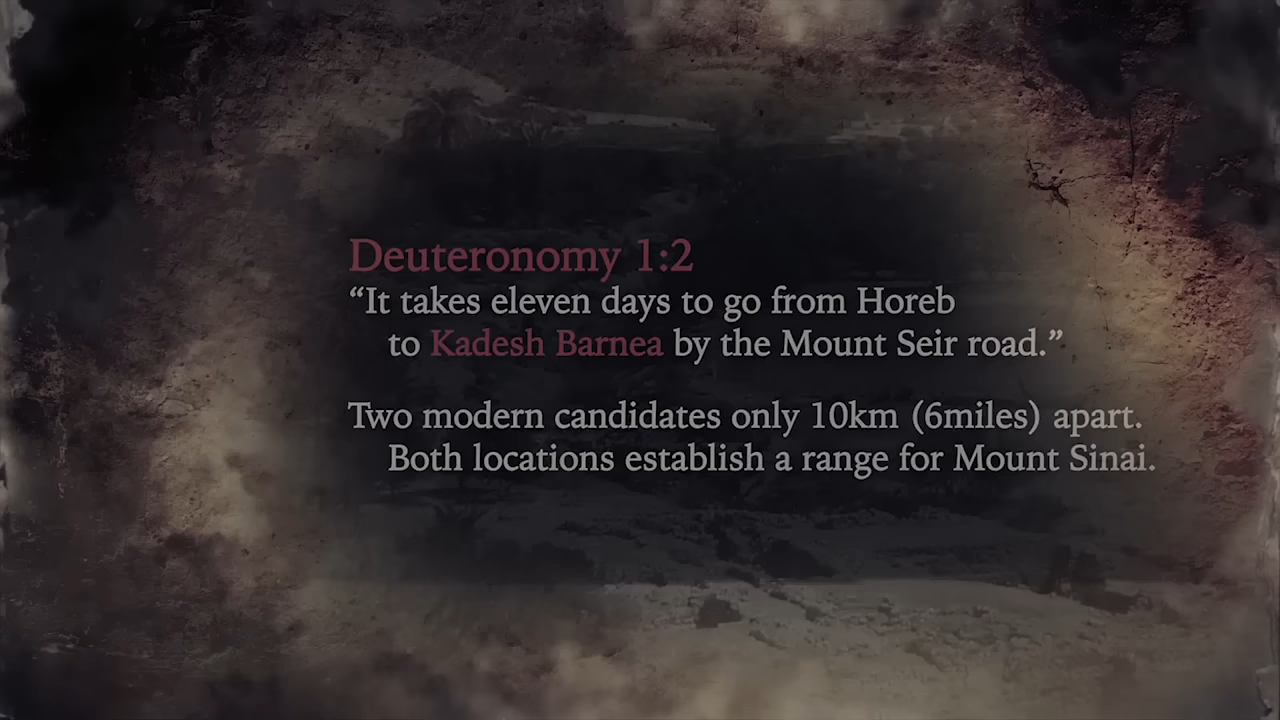 Deuteronomy 1:2
“It takes eleven days to go from Horeb
to Kadesh Barnea by the Mount Seir road.”
Two modern candidates only 10km (6miles) apart.
Both locations establish a range for Mount Sinai.